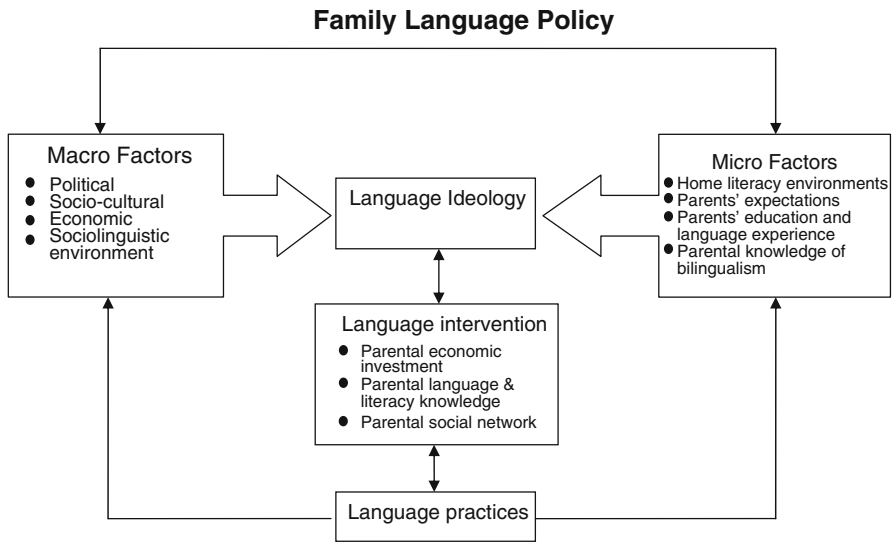 Family Language Policy
Macro Factors
● Political
● Socio-cultural
● Economic
● Sociolinguistic
environment
Language Ideology
Micro Factors
● Home literacy environments
● Parents' expectations
● Parents' education and
language experience
● Parental knowledge of
bilingualism
Language intervention
● Parental economic
investment
● Parental language &
literacy knowledge
● Parental social network
Language practices